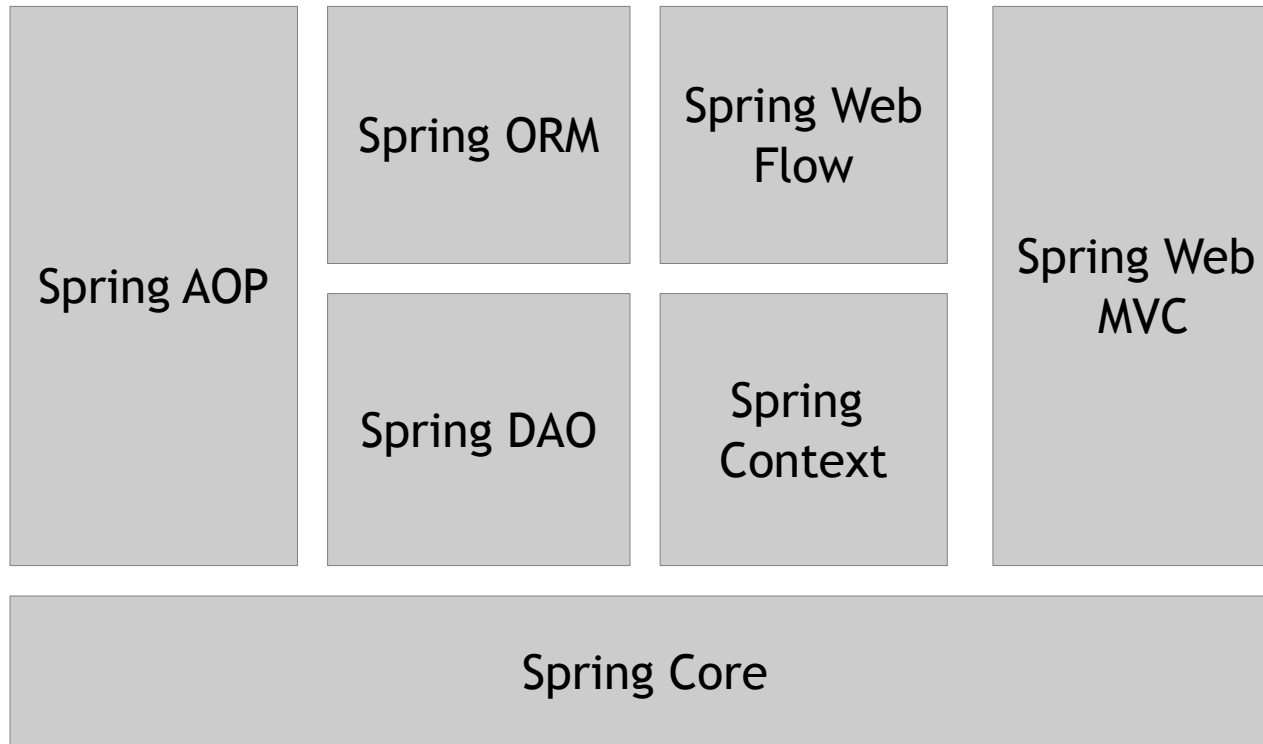 Spring AOP
Spring ORM
Spring Web
Flow
Spring Web
MVC
Spring DAO
Spring
Context
Spring Core